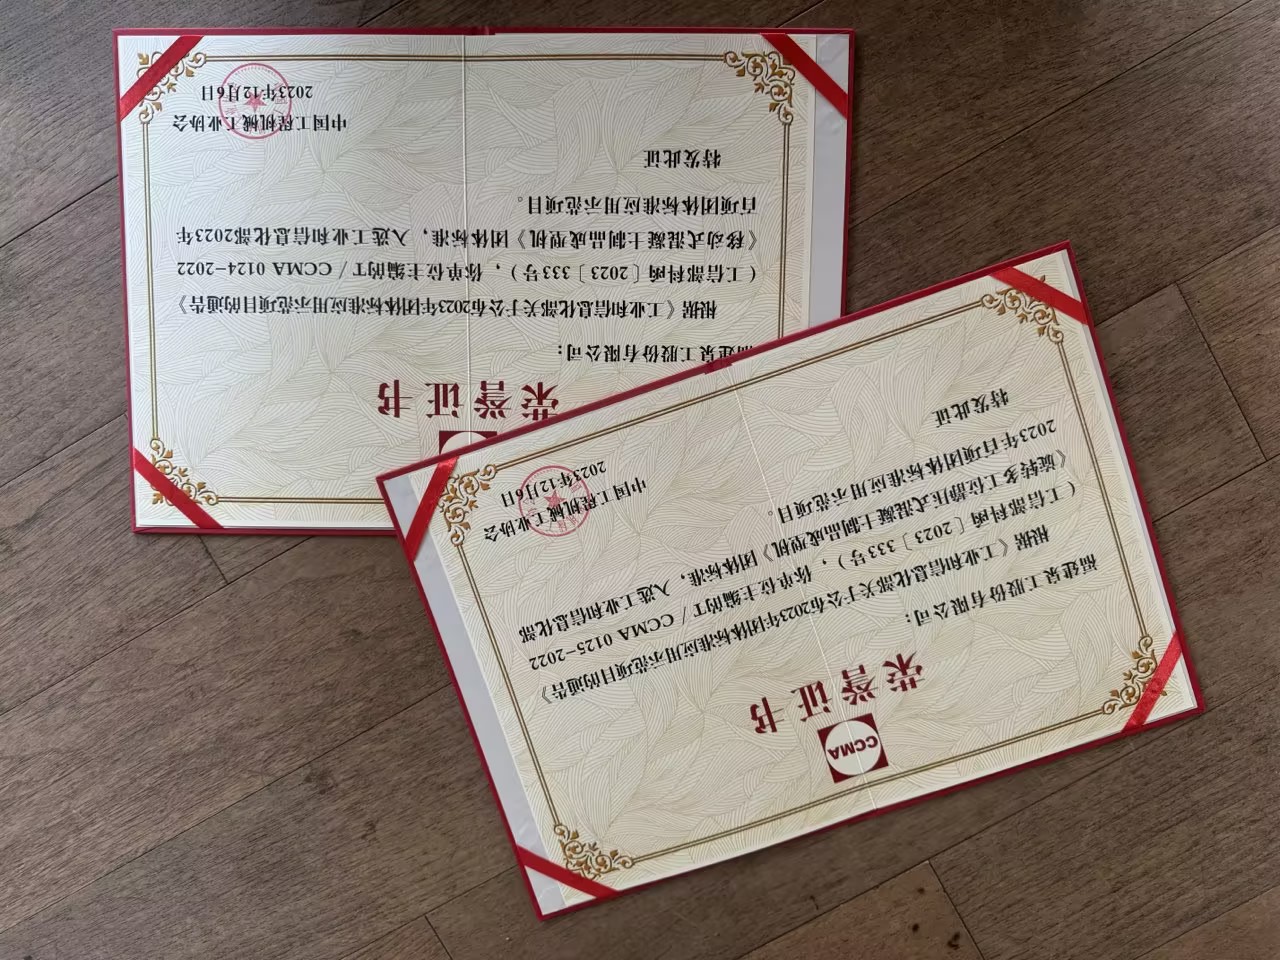 荣誉证书
福建泉工股份有限公司：
根据《工业和信息化部关于公布2023年团体标准应用示范项目的通告》
（工信部科函〔2023〕333号），你单位主编的T/CCMA 0124-2022
《移动式混凝土制品成型机》团体标准，入选工业和信息化部2023年
百项团体标准应用示范项目。
特发此证
中国工程机械工业协会
2023年12月6日
CCMA
荣誉证书
福建泉工股份有限公司：
根据《工业和信息化部关于公布2023年团体标准应用示范项目的通告》
（工信部科函〔2023〕333号），你单位主编的T/CCMA 0125-2022
《旋转多工位静压式混凝土制品成型机》团体标准，入选工业和信息化部
2023年百项团体标准应用示范项目。
特发此证
中国工程机械工业协会
2023年12月6日